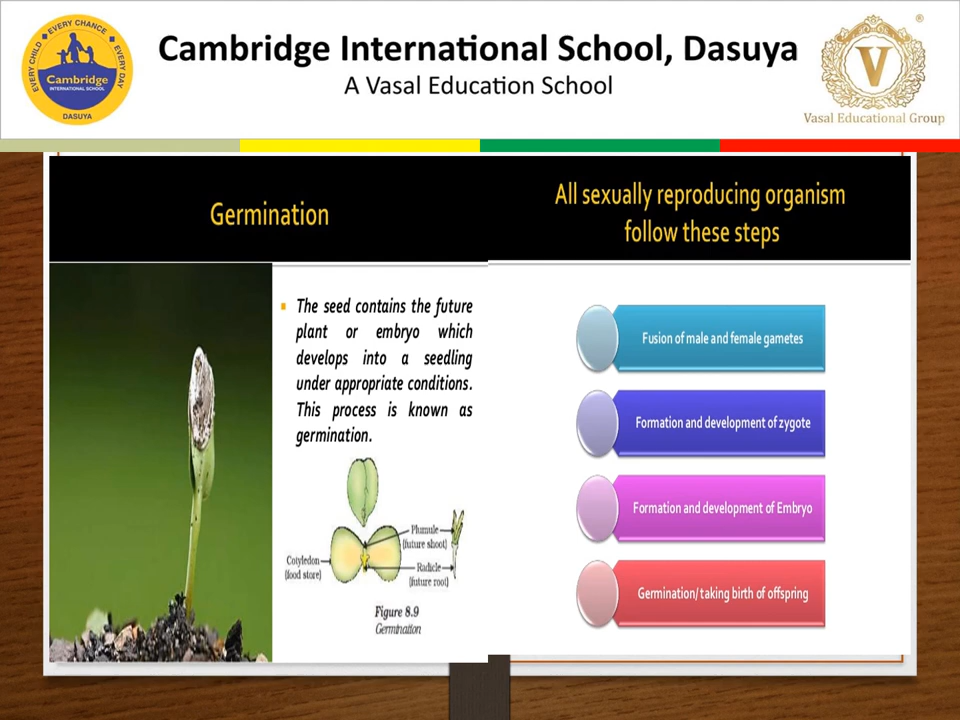 EVERY CHILD ★ EVERY CHANCE ★ EVERY DAY
Cambridge
INTERNATIONAL SCHOOL
DASUYA
Cambridge International School, Dasuya
A Vasal Education School
®
V
Vasal Educational Group
Germination
The seed contains the future
plant or embryo which
develops into a seedling
under appropriate conditions.
This process is known as
germination.
Plumule
(future shoot)
Cotyledon
(food store)
Radicle
(future root)
Figure 8.9
Germination
All sexually reproducing organism
follow these steps
Fusion of male and female gametes
Formation and development of zygote
Formation and development of Embryo
Germination/ taking birth of offspring